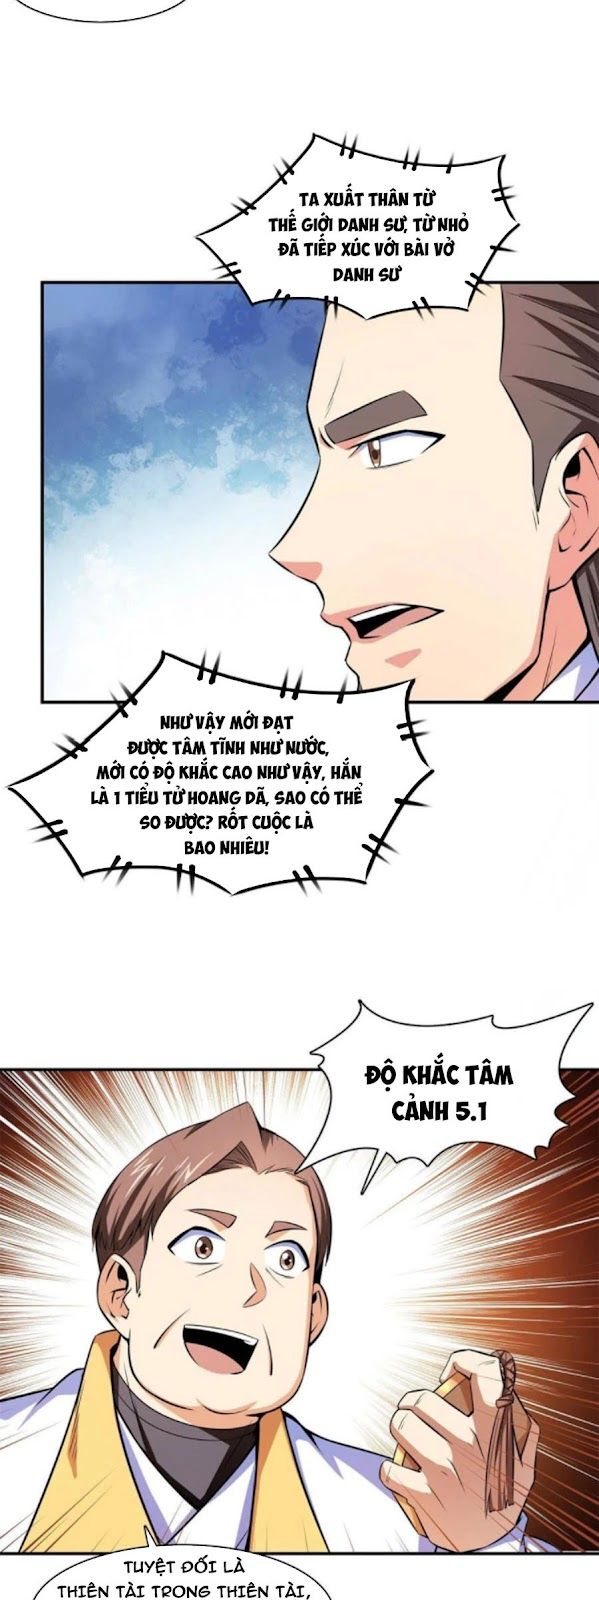 TA XUẤT THÂN TỪ
THẾ GIỚI DANH SƯ, TỪ NHỎ
ĐÃ TIẾP XÚC VỚI BÀI VỞ
DANH SƯ
NHƯ VẬY MỚI ĐẠT
ĐƯỢC TÂM TĨNH NHƯ NƯỚC,
MỚI CÓ ĐỘ KHẮC CAO NHƯ VẬY, HẮN
LÀ 1 TIỂU TỬ HOANG DÃ, SAO CÓ THỂ
SO ĐƯỢC? RỐT CUỘC LÀ
BAO NHIÊU!
ĐỘ KHẮC TÂM
CẢNH 5.1
TUYỆT ĐỐI LÀ
THIÊN TÀI TRONG THIÊN TÀI,